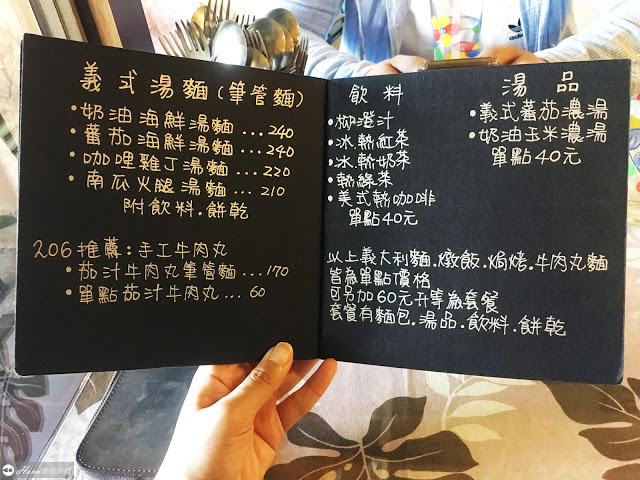 義式湯麵(筆管麵)
•奶油海鮮湯麵...240
•蕃茄海鮮湯麵...240
•咖哩雞丁湯麵...220
•南瓜火腿湯麵...210
附飲料.餅乾
206推薦:手工牛肉丸
•茄汁牛肉丸筆管麵...170
•單點茄汁牛肉丸...60
飲料
•柳澄汁
•冰.熱紅茶
•冰.熱奶茶
•熱綠茶
•美式熱咖啡
單點40元
湯品
•義式蕃茄濃湯
•奶油玉米濃湯
單點40元
以上義大利麵.燉飯.焗烤.牛肉丸麵
皆為單點價格
可另加60元升等為套餐
套餐有麵包.湯品.飲料.餅乾
adidas